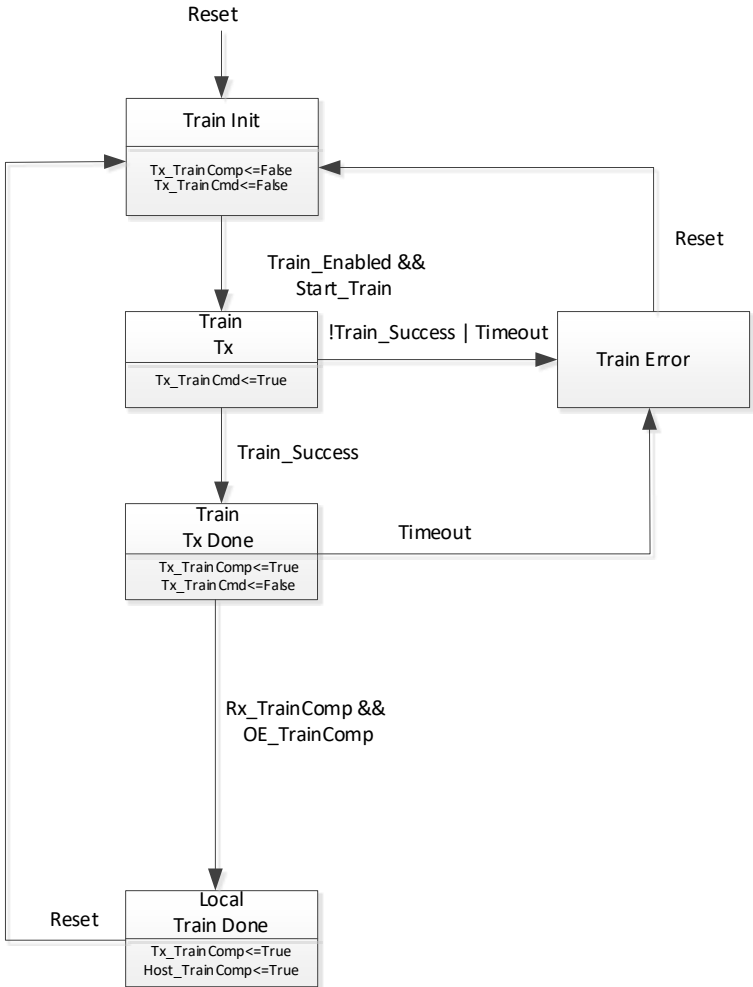 Reset
Train Init
Tx_TrainComp<=False
Tx_TrainCmd<=False
Reset
Train_Enabled &&
Start_Train
Train
Tx
Tx_TrainCmd<=True
!Train_Success | Timeout
Train Error
Train_Success
Train
Tx Done
Tx_TrainComp<=True
Tx_TrainCmd<=False
Timeout
Rx_TrainComp &&
OE_TrainComp
Local
Train Done
Tx_TrainComp<=True
Host_TrainComp<=True
Reset